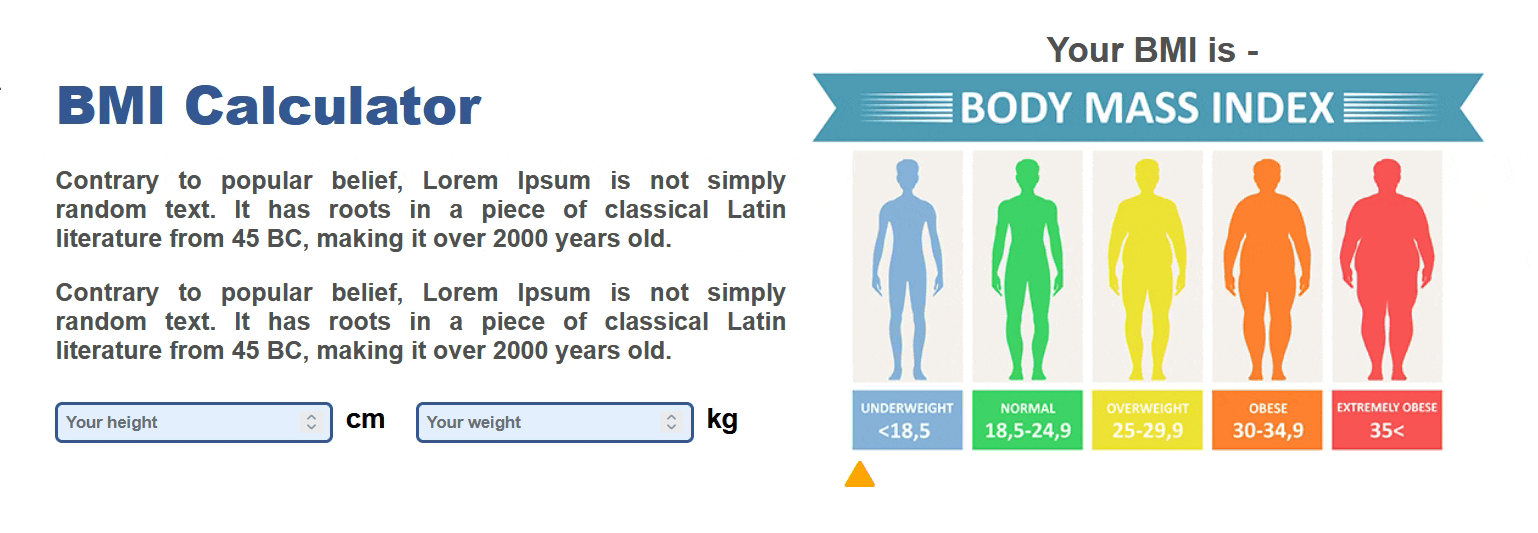 BMI Calculator
Contrary to popular belief, Lorem Ipsum is not simply
random text. It has roots in a piece of classical Latin
literature from 45 BC, making it over 2000 years old.
Contrary to popular belief, Lorem Ipsum is not simply
random text. It has roots in a piece of classical Latin
literature from 45 BC, making it over 2000 years old.
Your height cm Your weight kg
Your BMI is -
BODY MASS INDEX
UNDERWEIGHT NORMAL OVERWEIGHT OBESE EXTREMELY OBESE
<18,5 18,5-24,9 25-29,9 30-34,9 35<